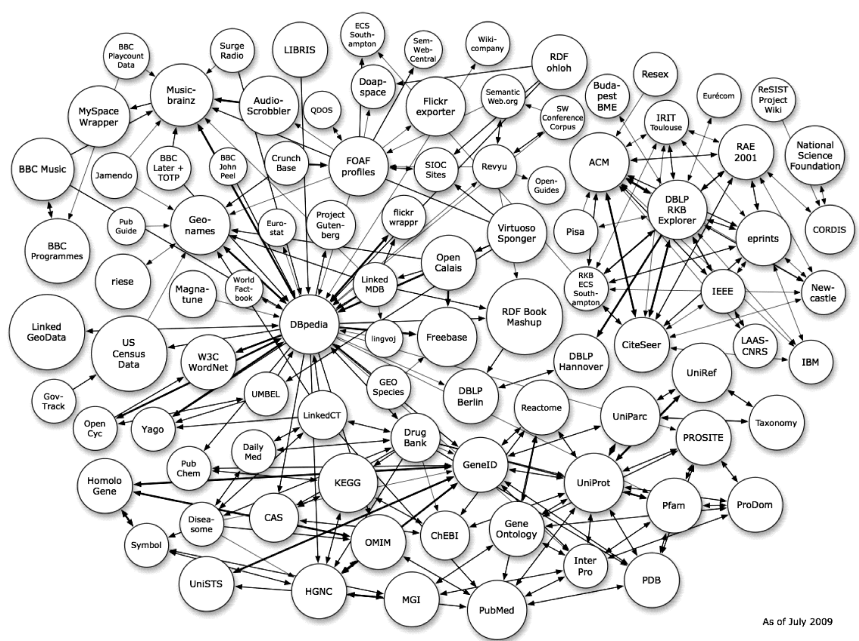 BBC
Playcount
Data
Surge
Radio
LIBRIS
ECS
South-
ampton
Sem-
Web-
Central
Wiki-
company
RDF
ohloh
Music-
brainz
Audio-
Scrobbler
QDOS
Doap-
space
Flickr
exporter
Semantic
Web.org
SW
Conference
Corpus
Buda-
pest
BME
Resex
Eurécom
ReSIST
Project
Wiki
MySpace
Wrapper
IRIT
Toulouse
RAE
2001
National
Science
Foundation
BBC Music
Jamendo
BBC
Later +
TOTP
BBC
John
Peel
Crunch
Base
FOAF
profiles
SIOC
Sites
Revyu
Open-
Guides
ACM
DBLP
RKB
Explorer
BBC
Programmes
Pub
Guide
Geo-
names
Euro-
stat
Project
Guten-
berg
flickr
wrappr
Virtuoso
Sponger
Pisa
eprints
CORDIS
riese
Magna-
tune
World
Fact-
book
Linked
MDB
Open
Calais
RKB
ECS
South-
ampton
IEEE
New-
castle
Linked
GeoData
US
Census
Data
DBpedia
lingvoj
Freebase
RDF Book
Mashup
CiteSeer
LAAS-
CNRS
IBM
W3C
WordNet
DBLP
Hannover
Gov-
Track
Open
Cyc
Yago
UMBEL
GEO
Species
DBLP
Berlin
UniRef
LinkedCT
Reactome
UniParc
Taxonomy
Drug
Bank
PROSITE
Daily
Med
Pub
Chem
Homolo
Gene
KEGG
GeneID
UniProt
Pfam
ProDom
Disea-
some
CAS
ChEBI
Gene
Ontology
Symbol
OMIM
Inter
Pro
UniSTS
HGNC
MGI
PubMed
PDB
As of July 2009